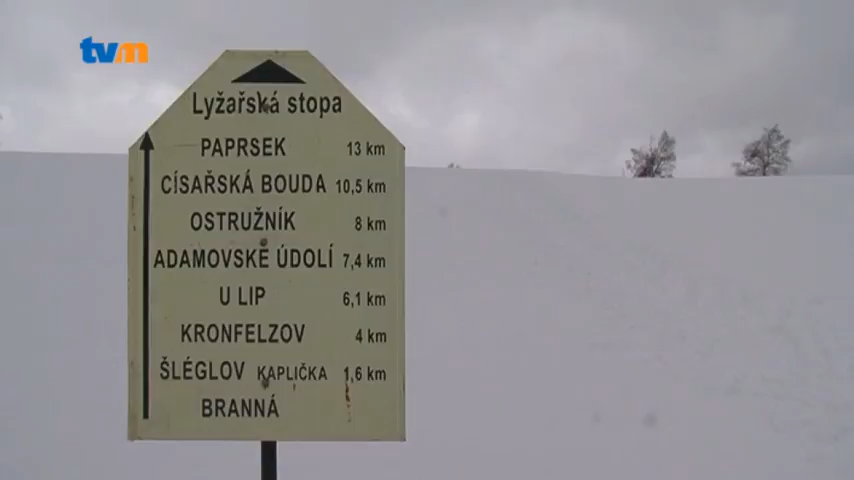 tvm
Lyžařská stopa
PAPRSEK 13 km
CÍSAŘSKÁ BOUDA 10,5 km
OSTRUŽNÍK 8 km
ADAMOVSKÉ ÚDOLÍ 7,4 km
U LIP 6,1 km
KRONFELZOV 4 km
ŠLÉGLOV KAPLIČKA 1,6 km
BRANNÁ